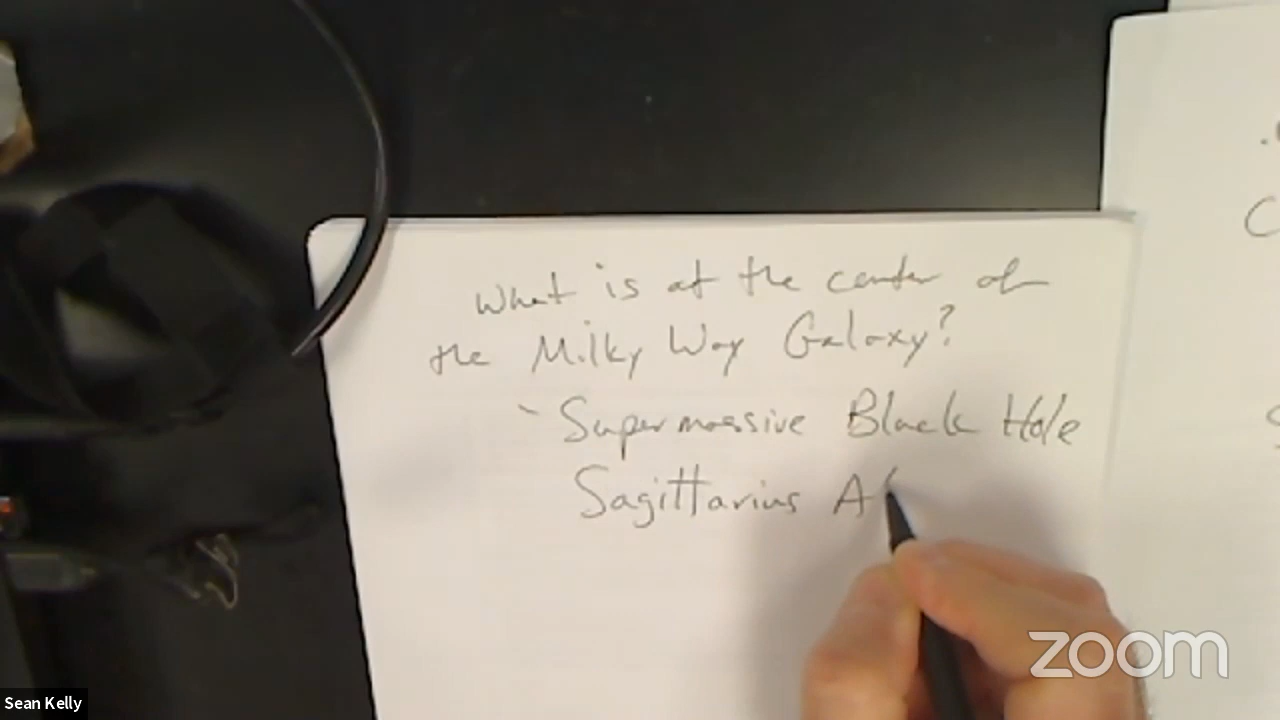 What is at the center of
the Milky Way Galaxy?
- Supermassive Black Hole
Sagittarius A
zoom
Sean Kelly